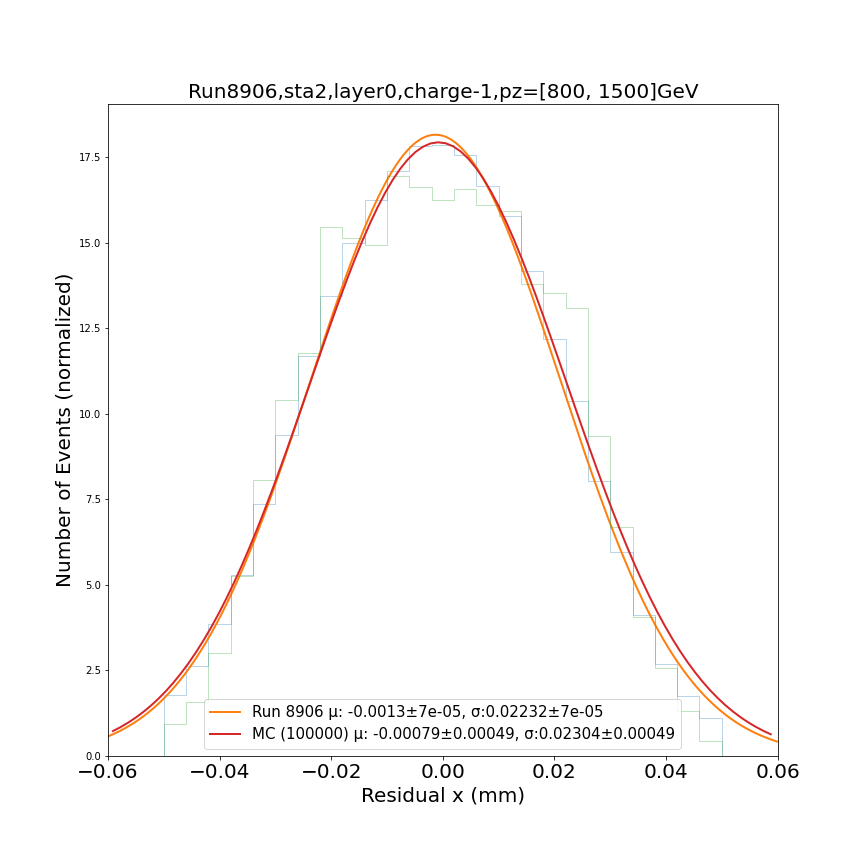 Run8906,sta2,layer0,charge-1,pz=[800, 1500]GeV
Number of Events (normalized)
17.5
15.0
12.5
10.0
7.5
5.0
2.5
0.0
Run 8906 μ: -0.0013±7e-05, σ:0.02232±7e-05
MC (100000) μ: -0.00079±0.00049, σ:0.02304±0.00049
−0.06 −0.04 −0.02 0.00 0.02 0.04 0.06
Residual x (mm)